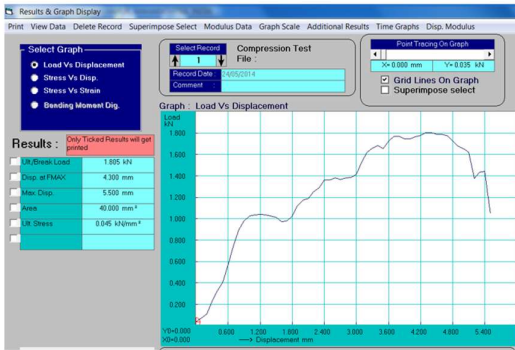 Results & Graph Display
Print View Data Delete Record Superimpose Select Modulus Data Graph Scale Additional Results Time Graphs Disp. Modulus
Select Graph
Load Vs Displacement
Stress Vs Disp.
Stress Vs Strain
Bending Moment Dig.
Select Record
1
Compression Test
File :
Record Date : 24/05/2014
Comment :
Point Tracing On Graph
X= 0.000 mm Y= 0.035 kN
Grid Lines On Graph
Superimpose select
Results :
Only Ticked Results will get
printed
Ult/Break Load 1.805 kN
Disp. at FMAX 4.300 mm
Max. Disp. 5.500 mm
Area 40.000 mm²
Ult. Stress 0.045 kN/mm²
Graph : Load Vs Displacement
Load
kN
1.800
1.600
1.400
1.200
1.000
0.800
0.600
0.400
0.200
Y0=0.000
X0=0.000
0.600 1.200 1.800 2.400 3.000 3.600 4.200 4.800 5.400
---> Displacement mm